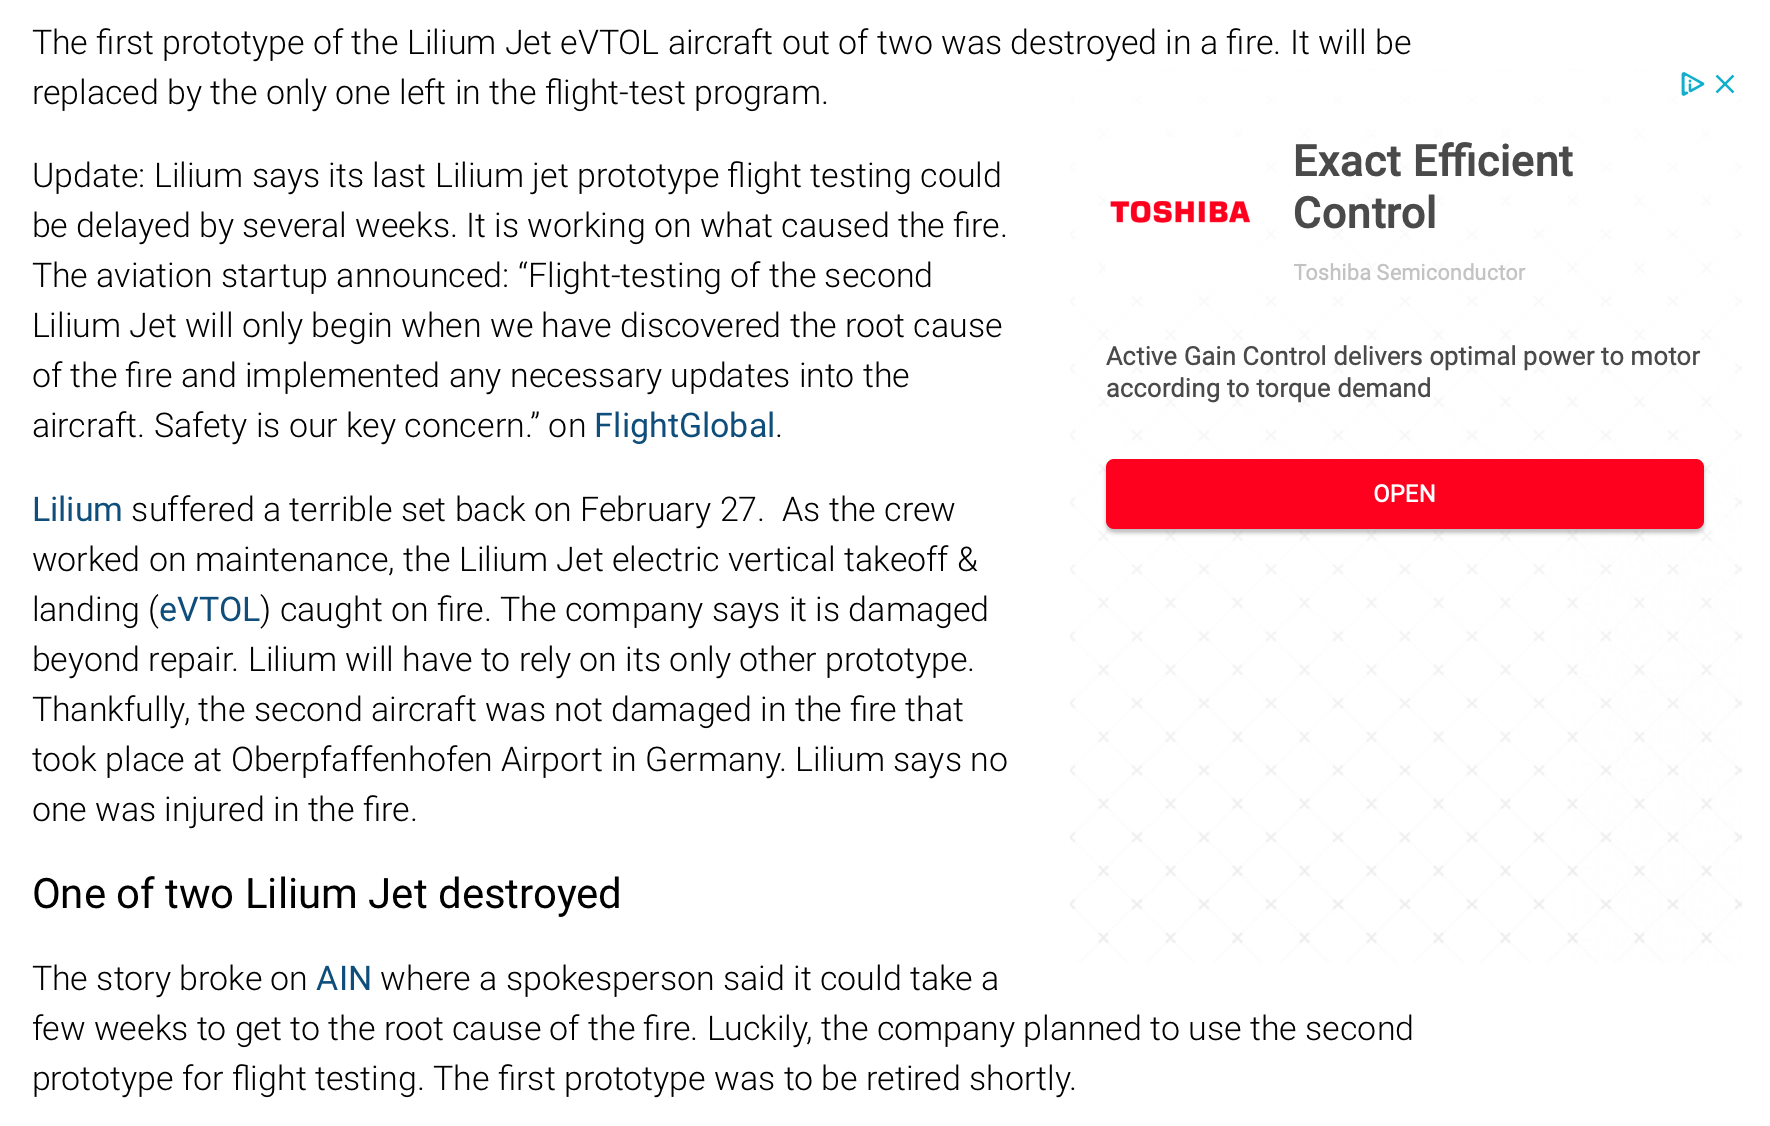 The first prototype of the Lilium Jet eVTOL aircraft out of two was destroyed in a fire. It will be
replaced by the only one left in the flight-test program.
Update: Lilium says its last Lilium jet prototype flight testing could
be delayed by several weeks. It is working on what caused the fire.
The aviation startup announced: “Flight-testing of the second
Lilium Jet will only begin when we have discovered the root cause
of the fire and implemented any necessary updates into the
aircraft. Safety is our key concern.” on FlightGlobal.
Lilium suffered a terrible set back on February 27.  As the crew
worked on maintenance, the Lilium Jet electric vertical takeoff &
landing (eVTOL) caught on fire. The company says it is damaged
beyond repair. Lilium will have to rely on its only other prototype.
Thankfully, the second aircraft was not damaged in the fire that
took place at Oberpfaffenhofen Airport in Germany. Lilium says no
one was injured in the fire.
One of two Lilium Jet destroyed
The story broke on AIN where a spokesperson said it could take a
few weeks to get to the root cause of the fire. Luckily, the company planned to use the second
prototype for flight testing. The first prototype was to be retired shortly.
TOSHIBA
Exact Efficient
Control
Toshiba Semiconductor
Active Gain Control delivers optimal power to motor
according to torque demand
OPEN